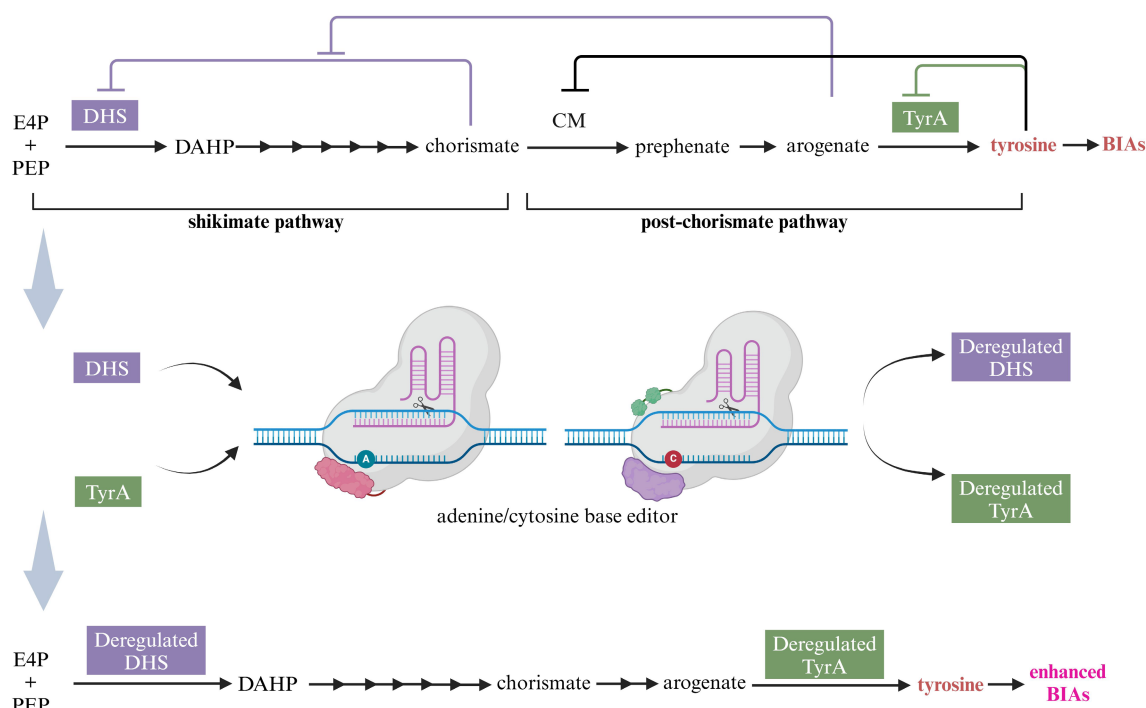 DHS
TyrA
CM
E4P
+
PEP
DAHP
chorismate
prephenate
arogenate
tyrosine
BIAs
shikimate pathway
post-chorismate pathway
DHS
TyrA
A
C
adenine/cytosine base editor
Deregulated
DHS
Deregulated
TyrA
E4P
+
PEP
Deregulated
DHS
DAHP
chorismate
arogenate
Deregulated
TyrA
tyrosine
enhanced
BIAs